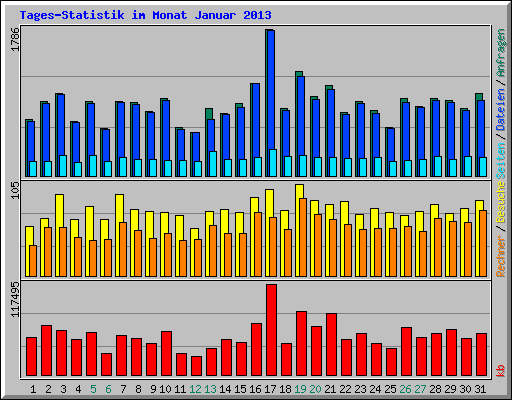 Tages-Statistik im Monat Januar 2013
1786
105
117495
Rechner / Besuche Seiten / Dateien / Anfragen
kb
1 2 3 4 5 6 7 8 9 10 11 12 13 14 15 16 17 18 19 20 21 22 23 24 25 26 27 28 29 30 31